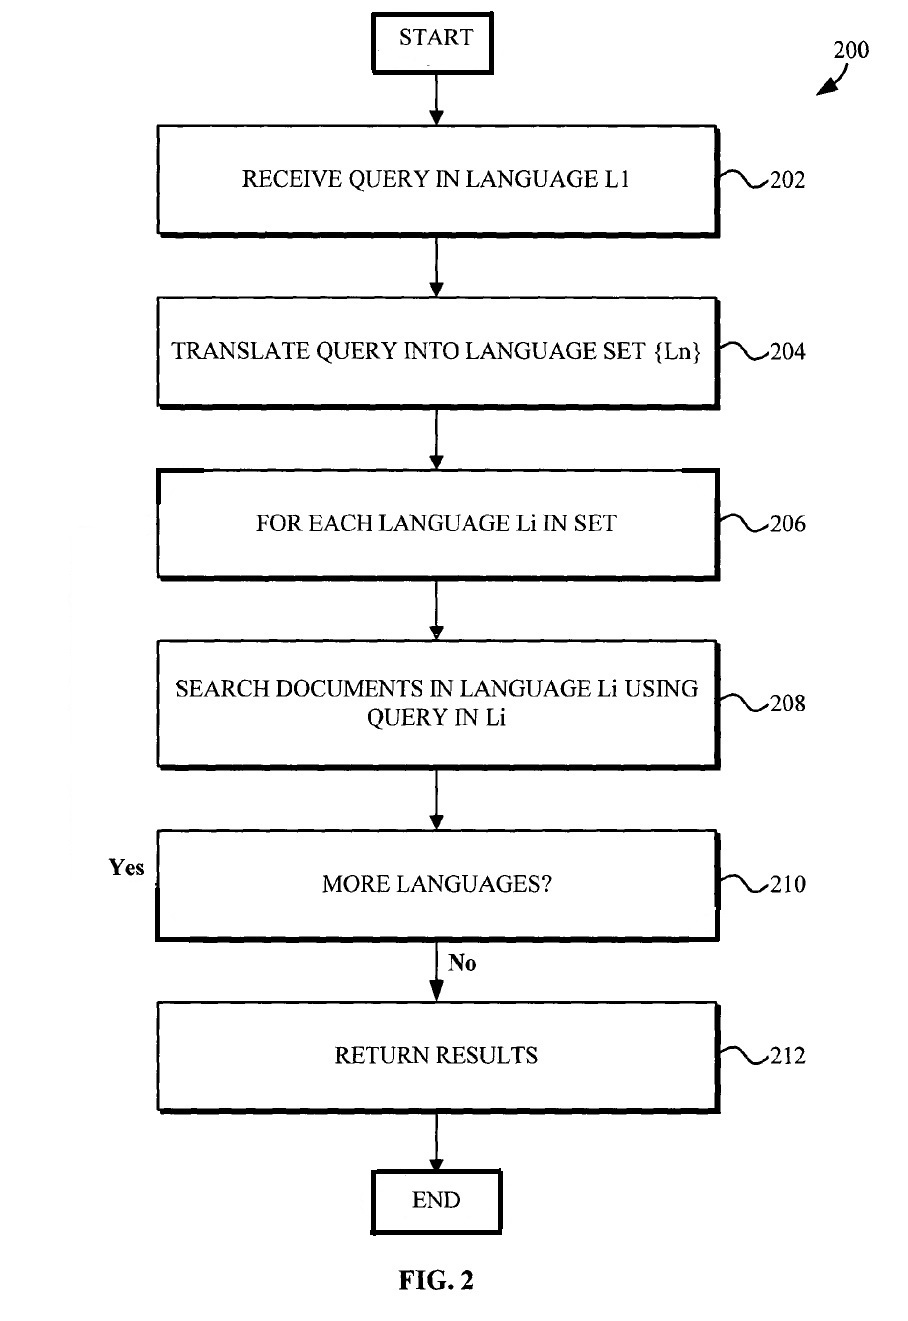 START
200
RECEIVE QUERY IN LANGUAGE L1
202
TRANSLATE QUERY INTO LANGUAGE SET {Ln}
204
FOR EACH LANGUAGE Li IN SET
206
SEARCH DOCUMENTS IN LANGUAGE Li USING
QUERY IN Li
208
Yes
MORE LANGUAGES?
210
No
RETURN RESULTS
212
END
FIG. 2